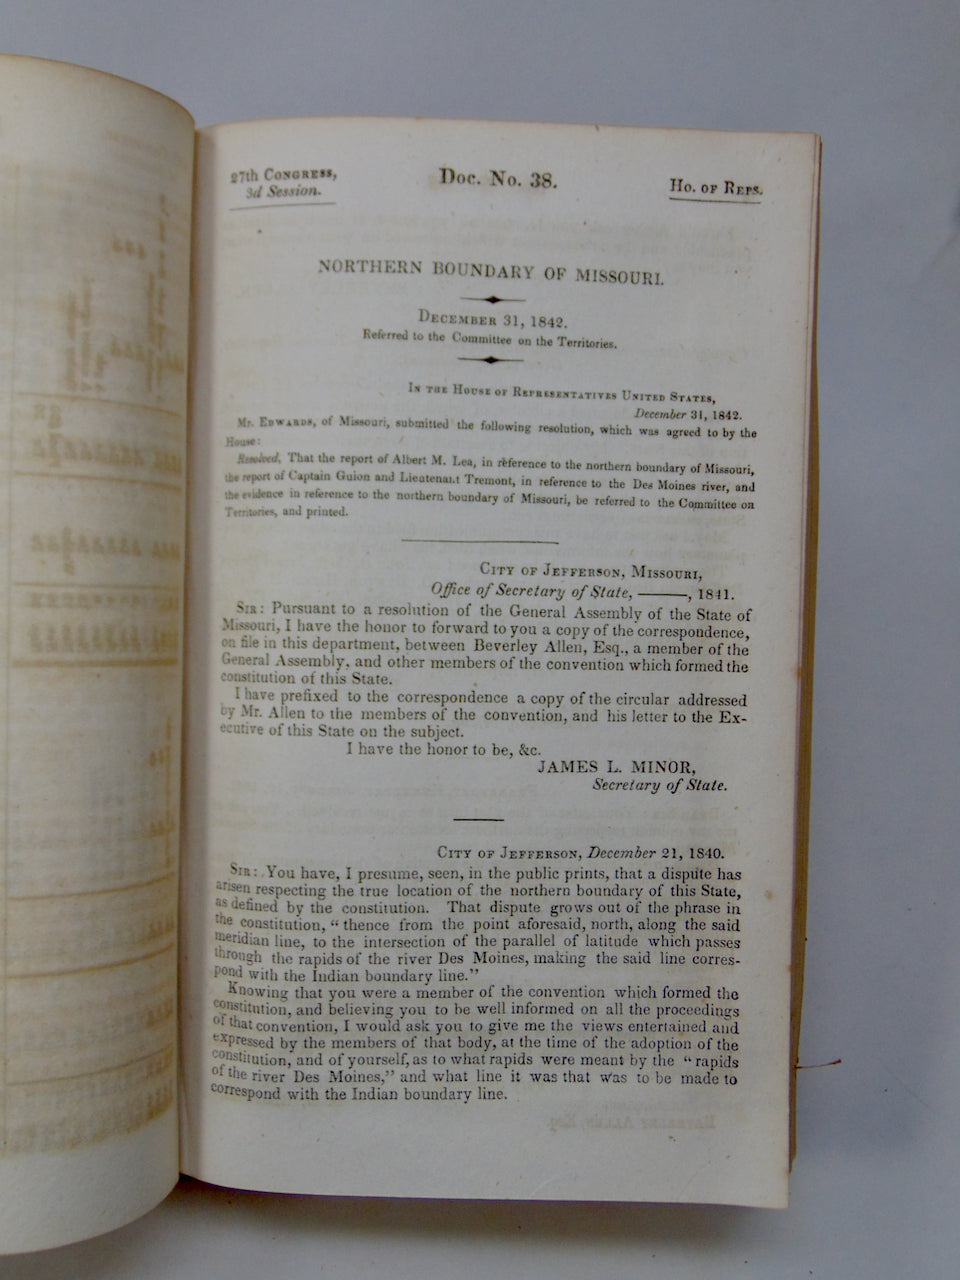 27th Congress,
3d Session.
Doc. No. 38.
Ho. of Reps.
NORTHERN BOUNDARY OF MISSOURI.
December 31, 1842.
Referred to the Committee on the Territories.
In the House of Representatives United States,
December 31, 1842.
Mr. Edwards, of Missouri, submitted the following resolution, which was agreed to by the
House:
Resolved, That the report of Albert M. Lea, in reference to the northern boundary of Missouri,
the report of Captain Guion and Lieutenant Tremont, in reference to the Des Moines river, and
the evidence in reference to the northern boundary of Missouri, be referred to the Committee on
Territories, and printed.
City of Jefferson, Missouri,
Office of Secretary of State, ———, 1841.
Sir: Pursuant to a resolution of the General Assembly of the State of
Missouri, I have the honor to forward to you a copy of the correspondence,
on file in this department, between Beverley Allen, Esq., a member of the
General Assembly, and other members of the convention which formed the
constitution of this State.
I have prefixed to the correspondence a copy of the circular addressed
by Mr. Allen to the members of the convention, and his letter to the Ex-
ecutive of this State on the subject.
I have the honor to be, &c.
JAMES L. MINOR,
Secretary of State.
City of Jefferson, December 21, 1840.
Sir: You have, I presume, seen, in the public prints, that a dispute has
arisen respecting the true location of the northern boundary of this State,
as defined by the constitution. That dispute grows out of the phrase in
the constitution, “thence from the point aforesaid, north, along the said
meridian line, to the intersection of the parallel of latitude which passes
through the rapids of the river Des Moines, making the said line corres-
pond with the Indian boundary line.”
Knowing that you were a member of the convention which formed the
constitution, and believing you to be well informed on all the proceedings
of that convention, I would ask you to give me the views entertained and
expressed by the members of that body, at the time of the adoption of the
constitution, and of yourself, as to what rapids were meant by the “rapids
of the river Des Moines,” and what line it was that was to be made to
correspond with the Indian boundary line.